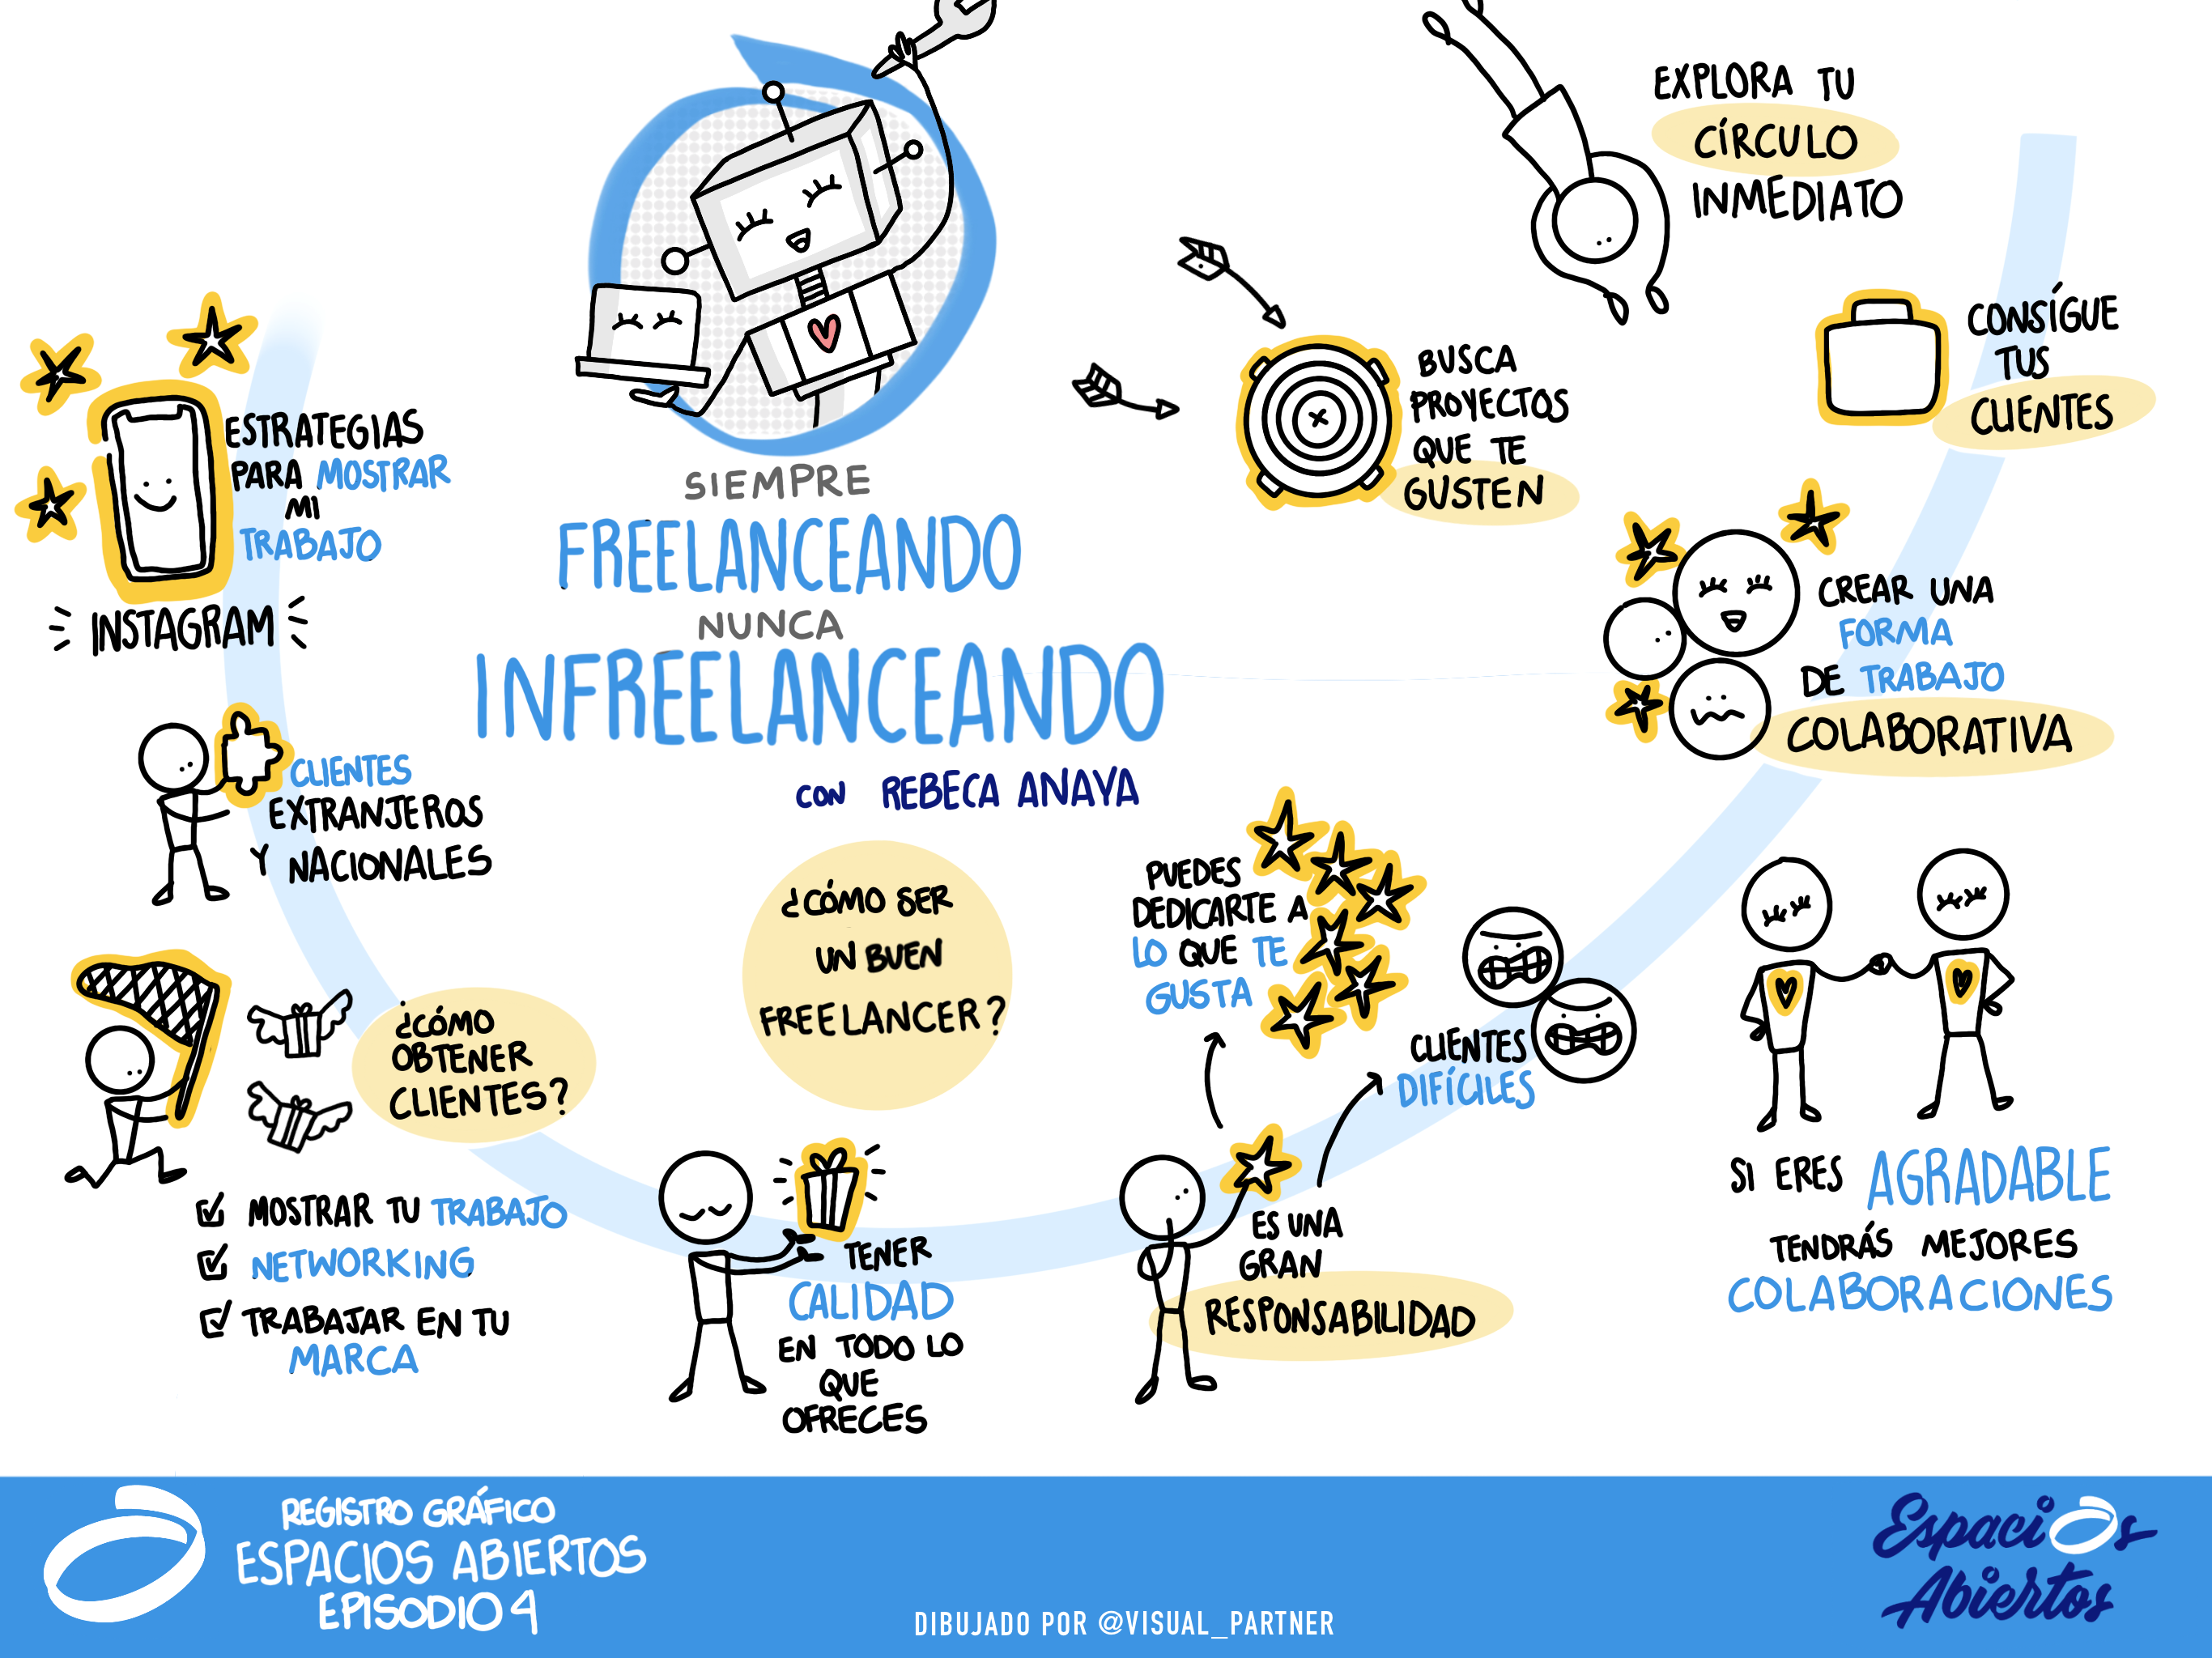 SIEMPRE
FREELANCEANDO
NUNCA
INFREELANCEANDO
CON REBECA ANAYA
ESTRATEGIAS
PARA MOSTRAR
MI
TRABAJO
INSTAGRAM
CLIENTES
EXTRANJEROS
Y NACIONALES
¿CÓMO
OBTENER
CLIENTES?
MOSTRAR TU TRABAJO
NETWORKING
TRABAJAR EN TU
MARCA
¿CÓMO SER
UN BUEN
FREELANCER?
TENER
CALIDAD
EN TODO LO
QUE
OFRECES
PUEDES
DEDICARTE A
LO QUE TE
GUSTA
CLIENTES
DIFÍCILES
ES UNA
GRAN
RESPONSABILIDAD
SI ERES AGRADABLE
TENDRÁS MEJORES
COLABORACIONES
CREAR UNA
FORMA
DE TRABAJO
COLABORATIVA
CONSÍGUE
TUS
CLIENTES
EXPLORA TU
CÍRCULO
INMEDIATO
BUSCA
PROYECTOS
QUE TE
GUSTEN
REGISTRO GRÁFICO
ESPACIOS ABIERTOS
EPISODIO 4
DIBUJADO POR @VISUAL_PARTNER
Espacios
Abiertos